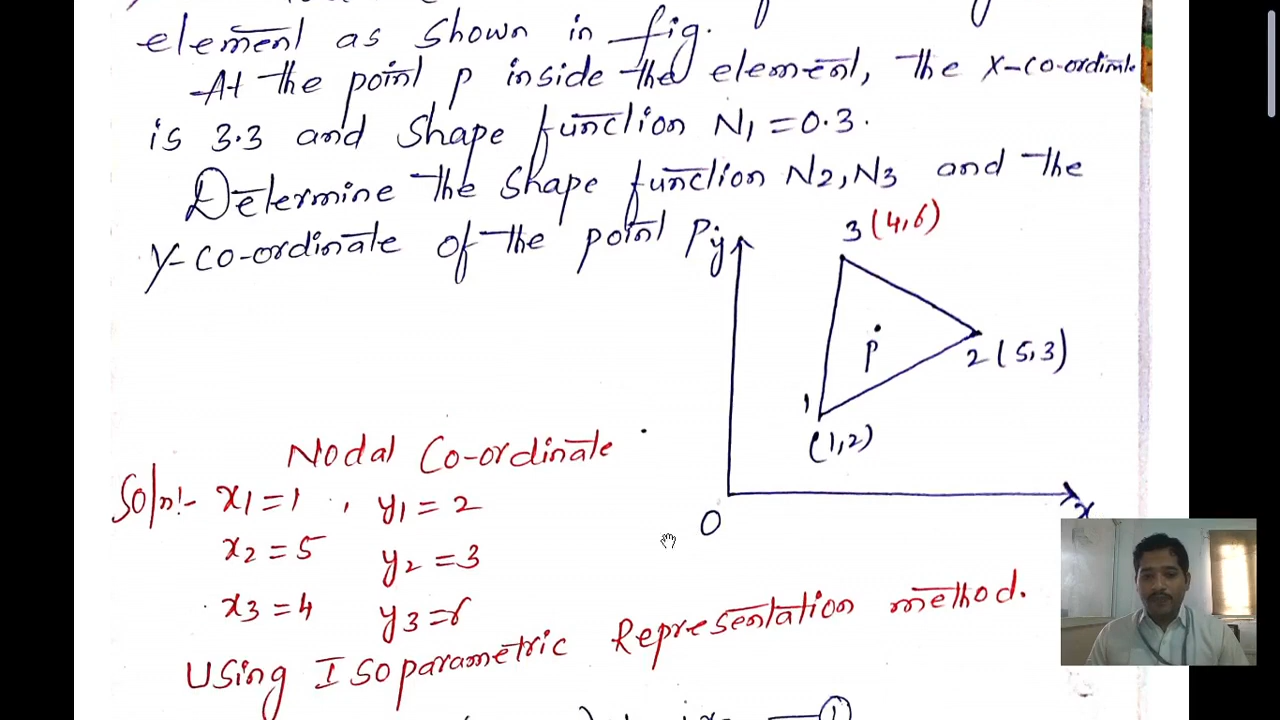 element as shown in fig.
At the point p inside the element, the x-co-ordinate
is 3.3 and shape function N1 = 0.3.
Determine the shape function N2, N3 and the
Y-co-ordinate of the point P
y
3 (4,6)
P
2 (5,3)
1
(1,2)
0
x
Nodal Co-ordinate
Soln:- x1 = 1 , y1 = 2
x2 = 5 y2 = 3
x3 = 4 y3 = 6
Using Isoparametric Representation method.
①